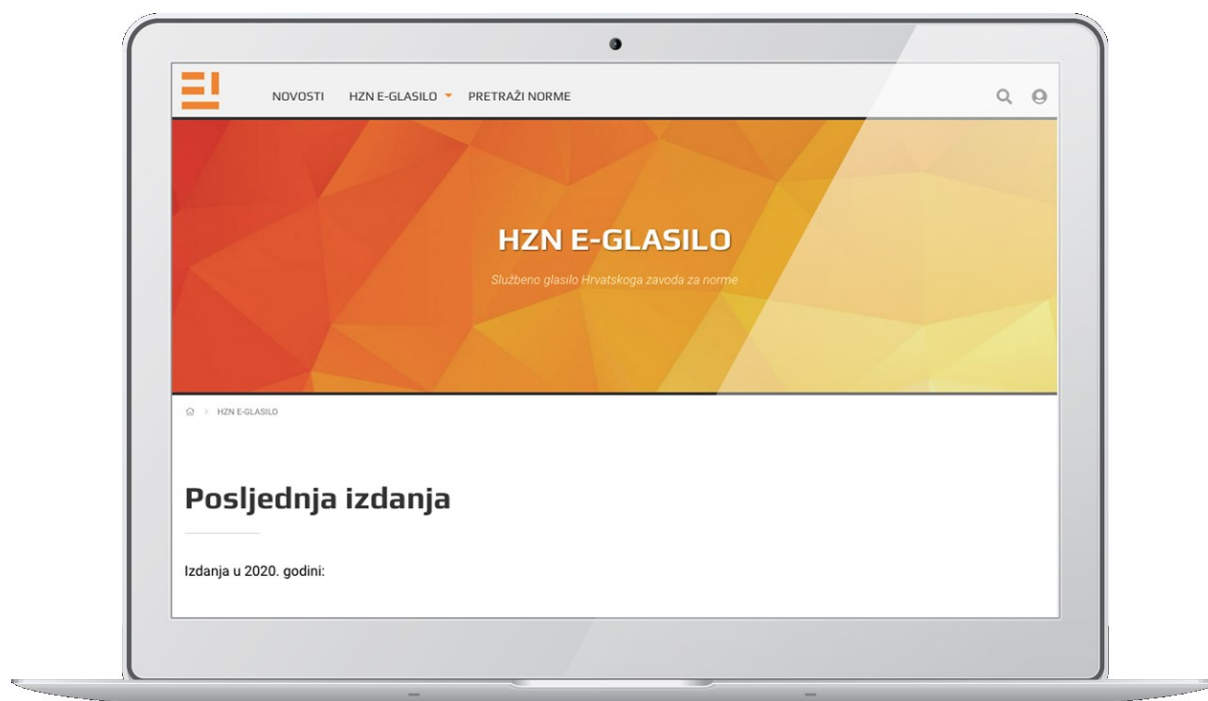 NOVOSTI HZN E-GLASILO PRETRAŽI NORME
HZN E-GLASILO
Službeno glasilo Hrvatskoga zavoda za norme
HZN E-GLASILO
Posljednja izdanja
Izdanja u 2020. godini: